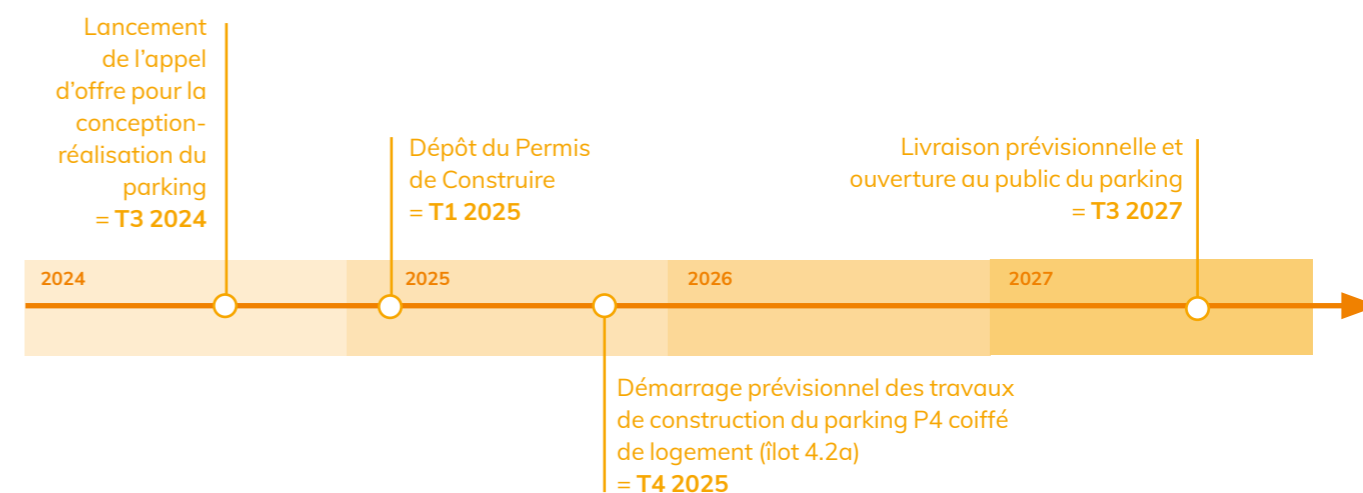 Lancement
de l’appel
d’offre pour la
conception-
réalisation du
parking
= T3 2024
Dépôt du Permis
de Construire
= T1 2025
Livraison prévisionnelle et
ouverture au public du parking
= T3 2027
2024
2025
2026
2027
Démarrage prévisionnel des travaux
de construction du parking P4 coiffé
de logement (îlot 4.2a)
= T4 2025